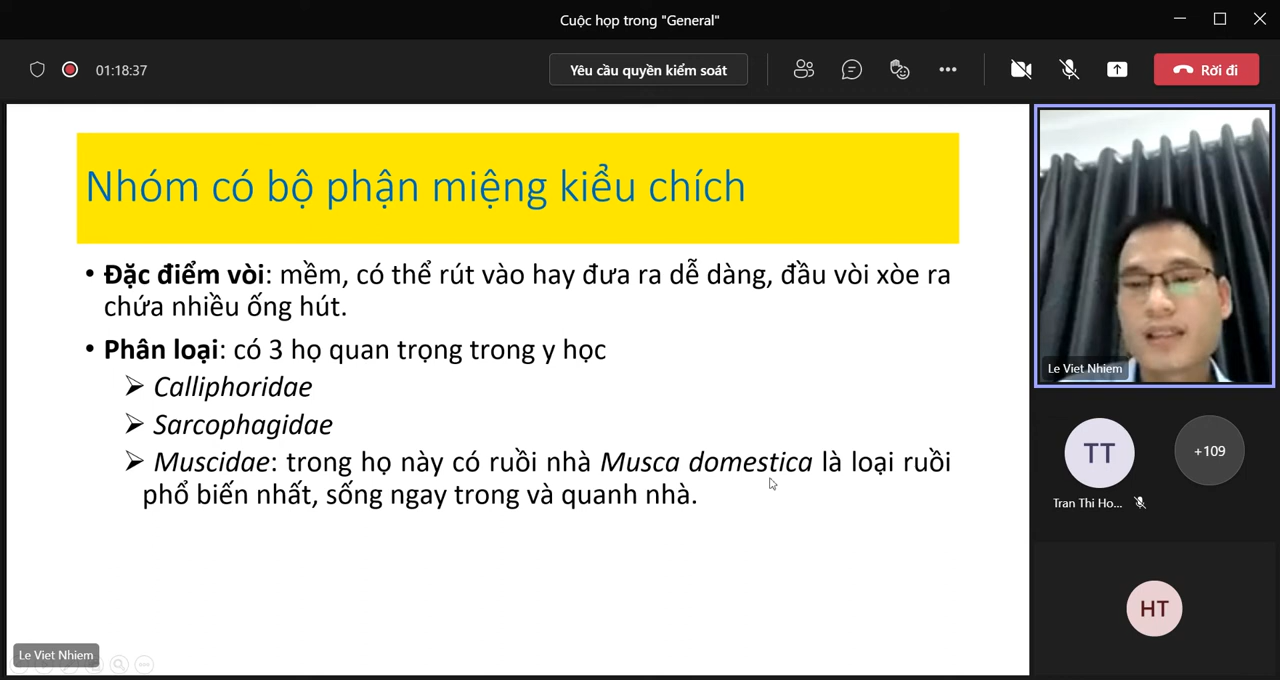 Cuộc họp trong "General"
01:18:37
Yêu cầu quyền kiểm soát
Rời đi
Nhóm có bộ phận miệng kiểu chích
• Đặc điểm vòi: mềm, có thể rút vào hay đưa ra dễ dàng, đầu vòi xòe ra
chứa nhiều ống hút.
• Phân loại: có 3 họ quan trọng trong y học
➢ Calliphoridae
➢ Sarcophagidae
➢ Muscidae: trong họ này có ruồi nhà Musca domestica là loại ruồi
phổ biến nhất, sống ngay trong và quanh nhà.
Le Viet Nhiem
Le Viet Nhiem
TT
+109
Tran Thi Ho...
HT